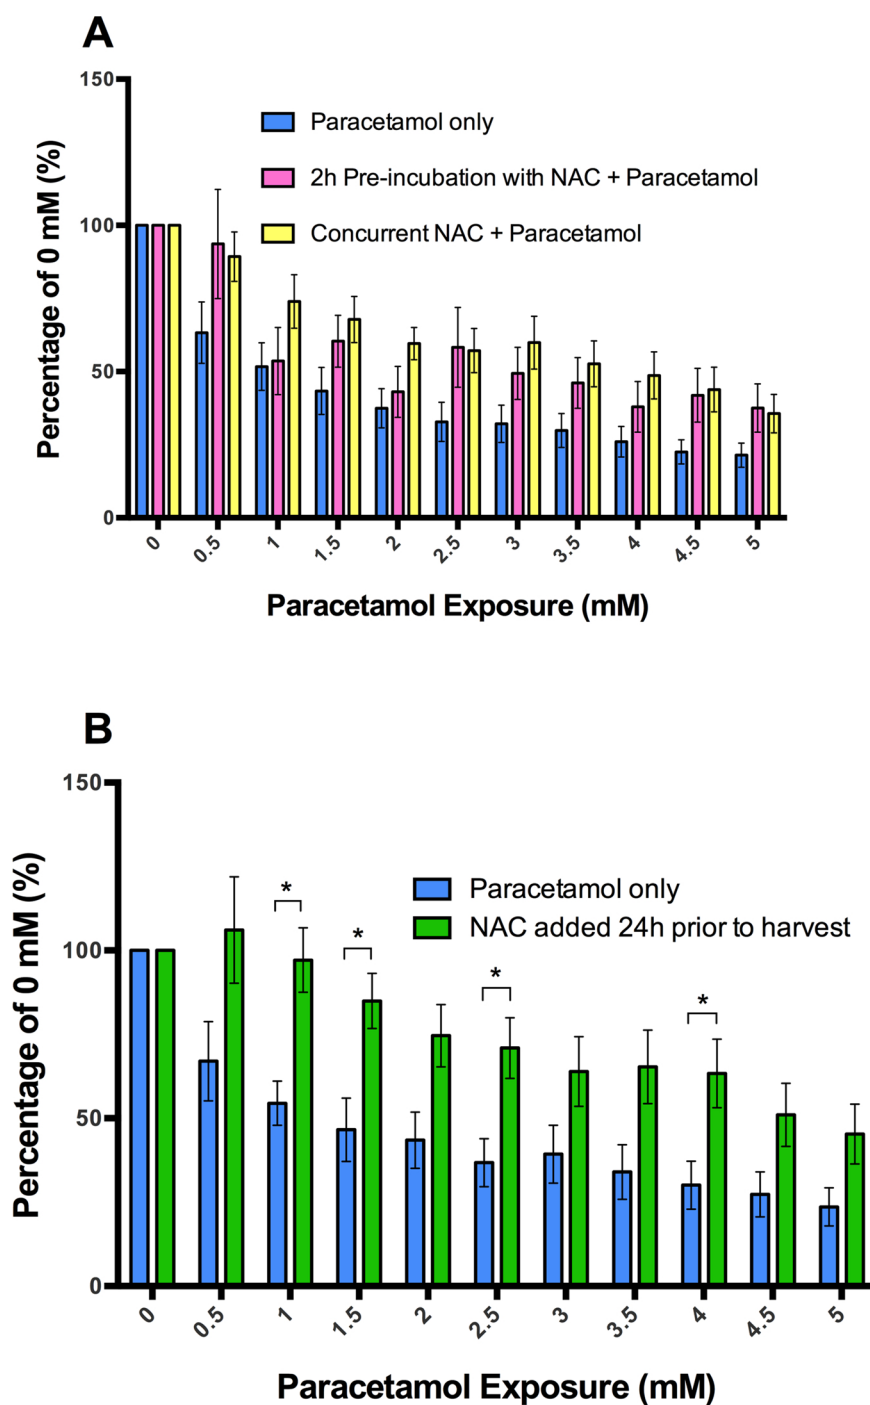 A
150
100
50
0
Percentage of 0 mM (%)
Paracetamol only
2h Pre-incubation with NAC + Paracetamol
Concurrent NAC + Paracetamol
0 0.5 1 1.5 2 2.5 3 3.5 4 4.5 5
Paracetamol Exposure (mM)
B
150
100
50
0
Percentage of 0 mM (%)
Paracetamol only
NAC added 24h prior to harvest
* * * *
0 0.5 1 1.5 2 2.5 3 3.5 4 4.5 5
Paracetamol Exposure (mM)